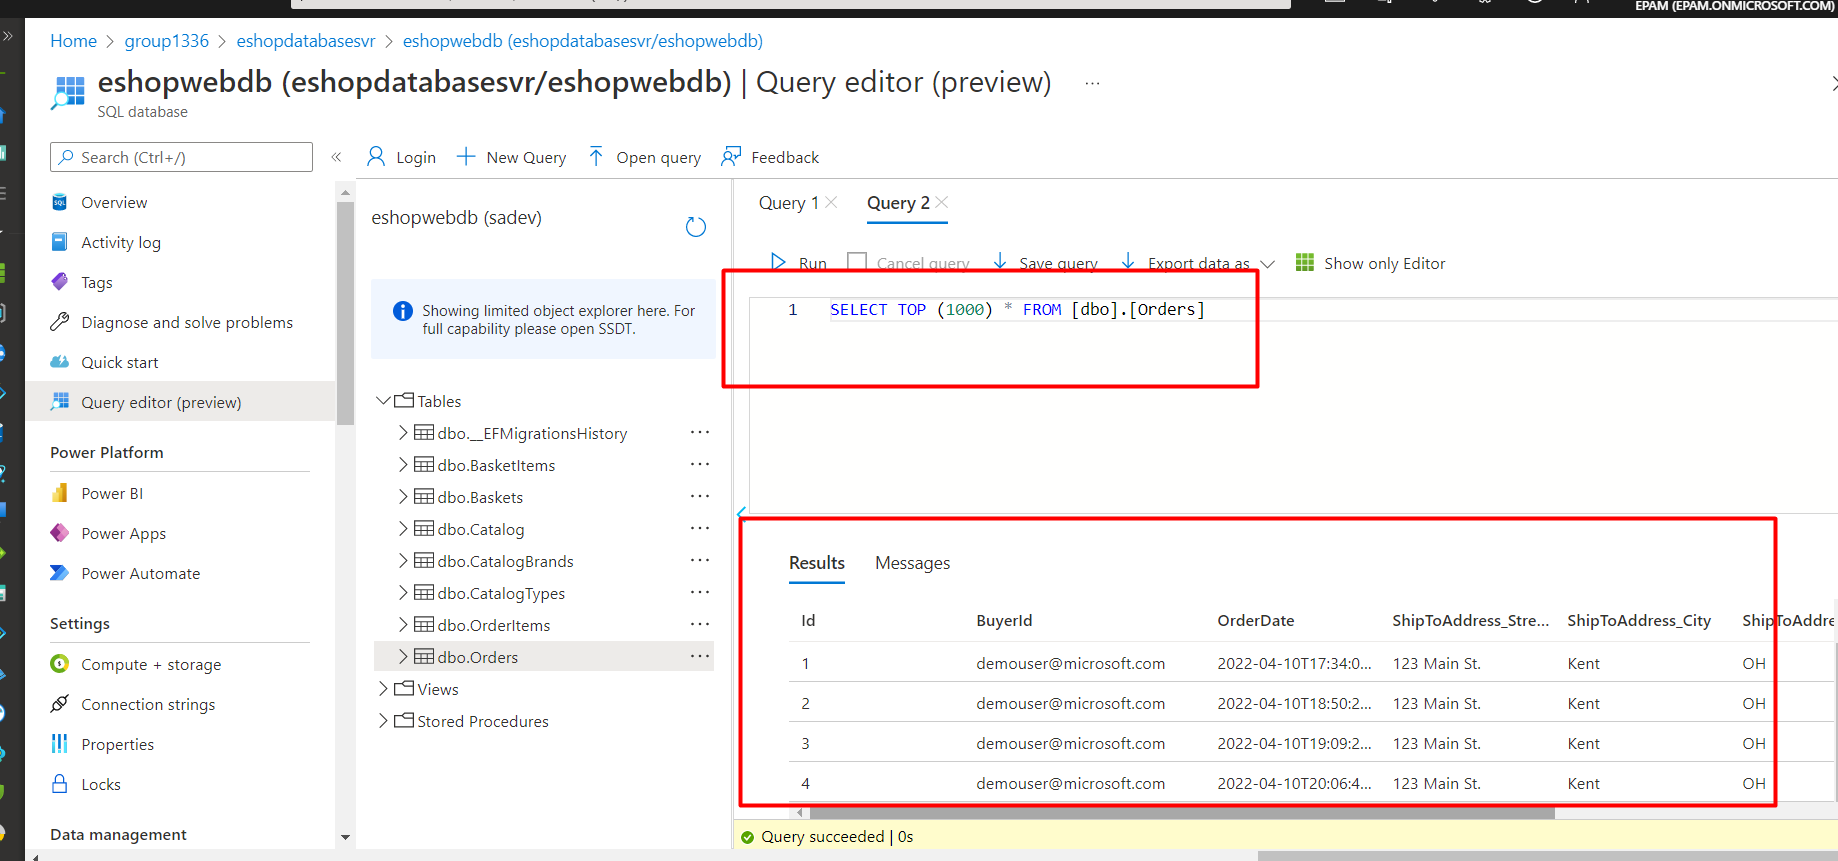 EPAM (EPAM.ONMICROSOFT.COM)
Home > group1336 > eshopdatabasesvr > eshopwebdb (eshopdatabasesvr/eshopwebdb)
eshopwebdb (eshopdatabasesvr/eshopwebdb) | Query editor (preview) ...
SQL database
Search (Ctrl+/)
Overview
Activity log
Tags
Diagnose and solve problems
Quick start
Query editor (preview)
Power Platform
Power BI
Power Apps
Power Automate
Settings
Compute + storage
Connection strings
Properties
Locks
Data management
Login
New Query
Open query
Feedback
eshopwebdb (sadev)
Showing limited object explorer here. For
full capability please open SSDT.
Tables
dbo.__EFMigrationsHistory
dbo.BasketItems
dbo.Baskets
dbo.Catalog
dbo.CatalogBrands
dbo.CatalogTypes
dbo.OrderItems
dbo.Orders
Views
Stored Procedures
Query 1
Query 2
Run
Cancel query
Save query
Export data as
Show only Editor
1 SELECT TOP (1000) * FROM [dbo].[Orders]
Results
Messages
Id BuyerId OrderDate ShipToAddress_Stre... ShipToAddress_City ShipToAddre
1 demouser@microsoft.com 2022-04-10T17:34:0... 123 Main St. Kent OH
2 demouser@microsoft.com 2022-04-10T18:50:2... 123 Main St. Kent OH
3 demouser@microsoft.com 2022-04-10T19:09:2... 123 Main St. Kent OH
4 demouser@microsoft.com 2022-04-10T20:06:4... 123 Main St. Kent OH
Query succeeded | 0s